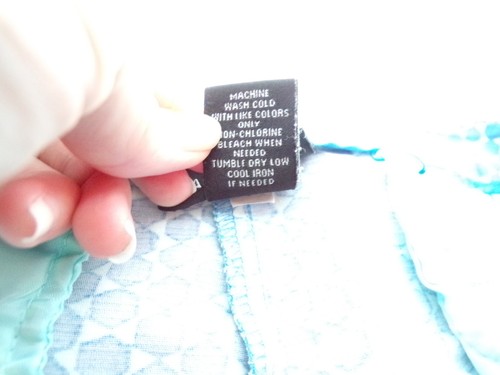 MACHINE
WASH COLD
WITH LIKE COLORS
ONLY
NON-CHLORINE
BLEACH WHEN
NEEDED
TUMBLE DRY LOW
COOL IRON
IF NEEDED